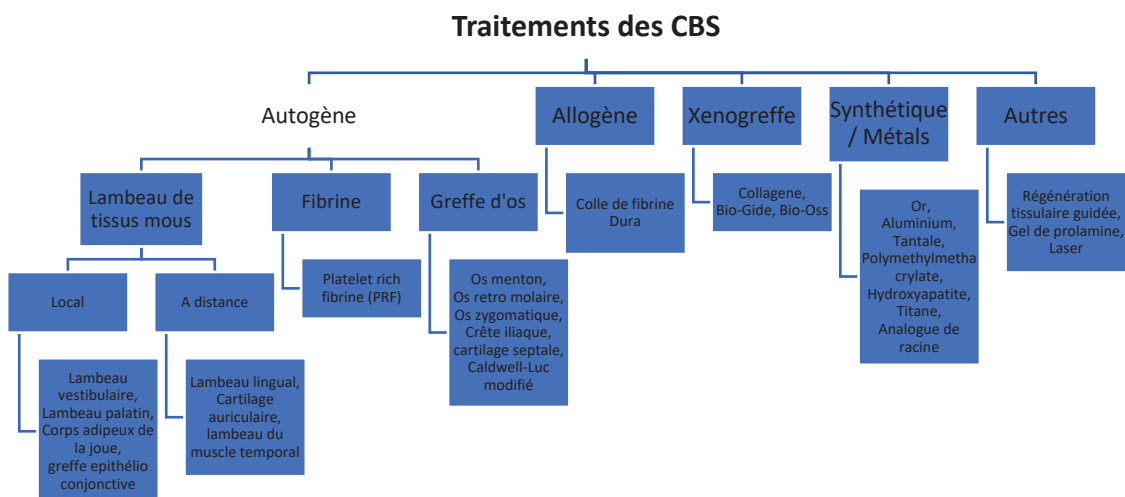 Traitements des CBS
Autogène
Allogène
Xenogreffe
Synthétique
/ Métals
Autres
Lambeau de
tissus mous
Fibrine
Greffe d'os
Colle de fibrine
Dura
Collagene,
Bio-Gide, Bio-Oss
Or,
Aluminium,
Tantale,
Polymethylmetha
crylate,
Hydroxyapatite,
Titane,
Analogue de
racine
Régénération
tissulaire guidée,
Gel de prolamine,
Laser
Local
A distance
Platelet rich
fibrine (PRF)
Os menton,
Os retro molaire,
Os zygomatique,
Crête iliaque,
cartilage septale,
Caldwell-Luc
modifié
Lambeau
vestibulaire,
Lambeau palatin,
Corps adipeux de
la joue,
greffe epithélio
conjonctive
Lambeau lingual,
Cartilage
auriculaire,
lambeau du
muscle temporal